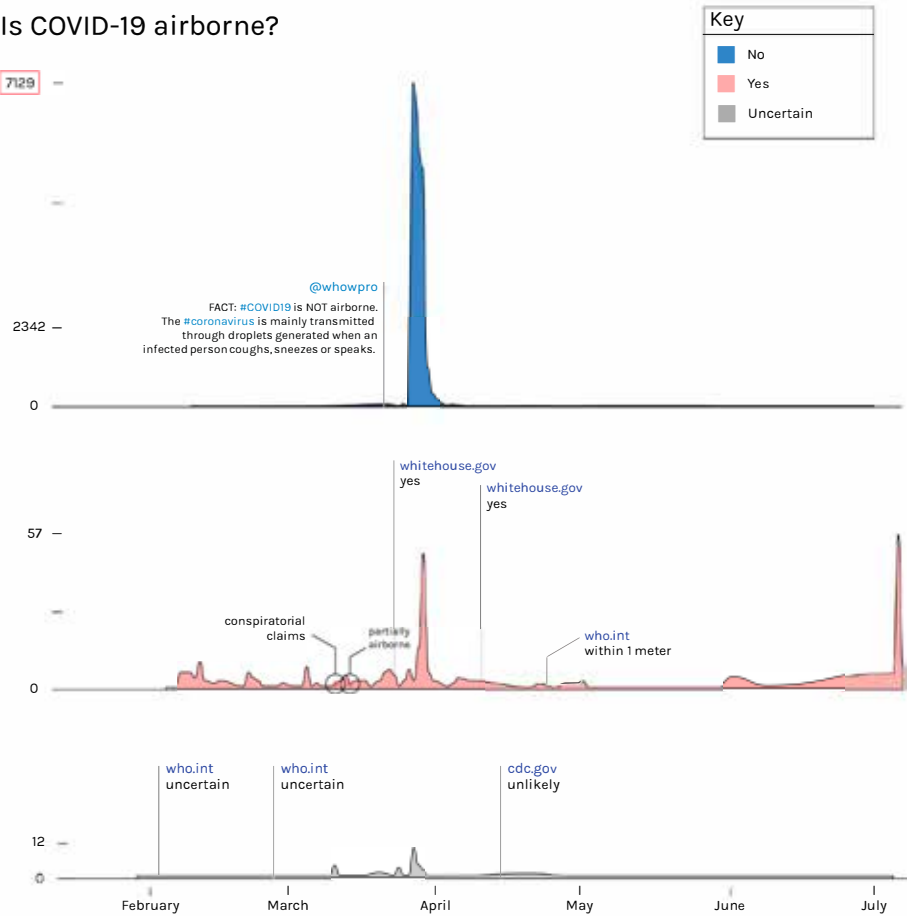 Is COVID-19 airborne?
Key
No
Yes
Uncertain
7129
@whowpro
FACT: #COVID19 is NOT airborne.
The #coronavirus is mainly transmitted
through droplets generated when an
infected person coughs, sneezes or speaks.
2342
0
whitehouse.gov
yes
whitehouse.gov
yes
57
conspiratorial
claims
partially
airborne
who.int
within 1 meter
0
who.int
uncertain
who.int
uncertain
cdc.gov
unlikely
12
0
February
March
April
May
June
July